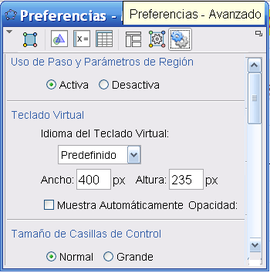 Preferencias -
Preferencias - Avanzado
Uso de Paso y Parámetros de Región
Activa Desactiva
Teclado Virtual
Idioma del Teclado Virtual:
Predefinido
Ancho: 400 px Altura: 235 px
Muestra Automáticamente Opacidad:
Tamaño de Casillas de Control
Normal Grande